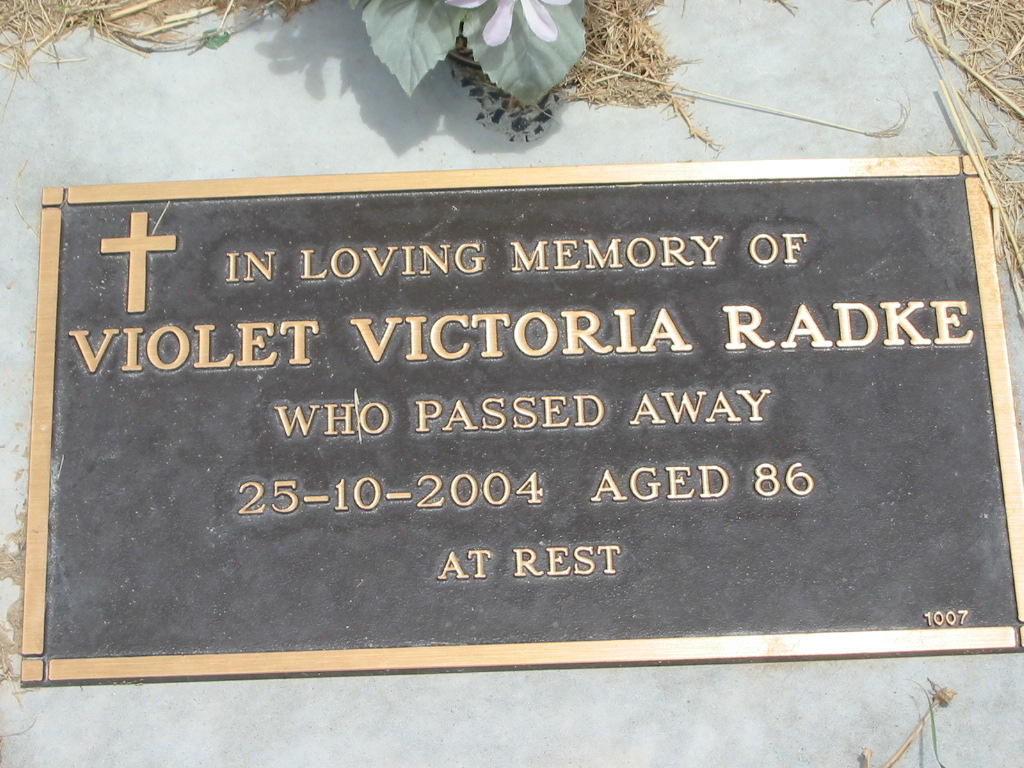 IN LOVING MEMORY OF
VIOLET VICTORIA RADKE
WHO PASSED AWAY
25-10-2004 AGED 86
AT REST
1007